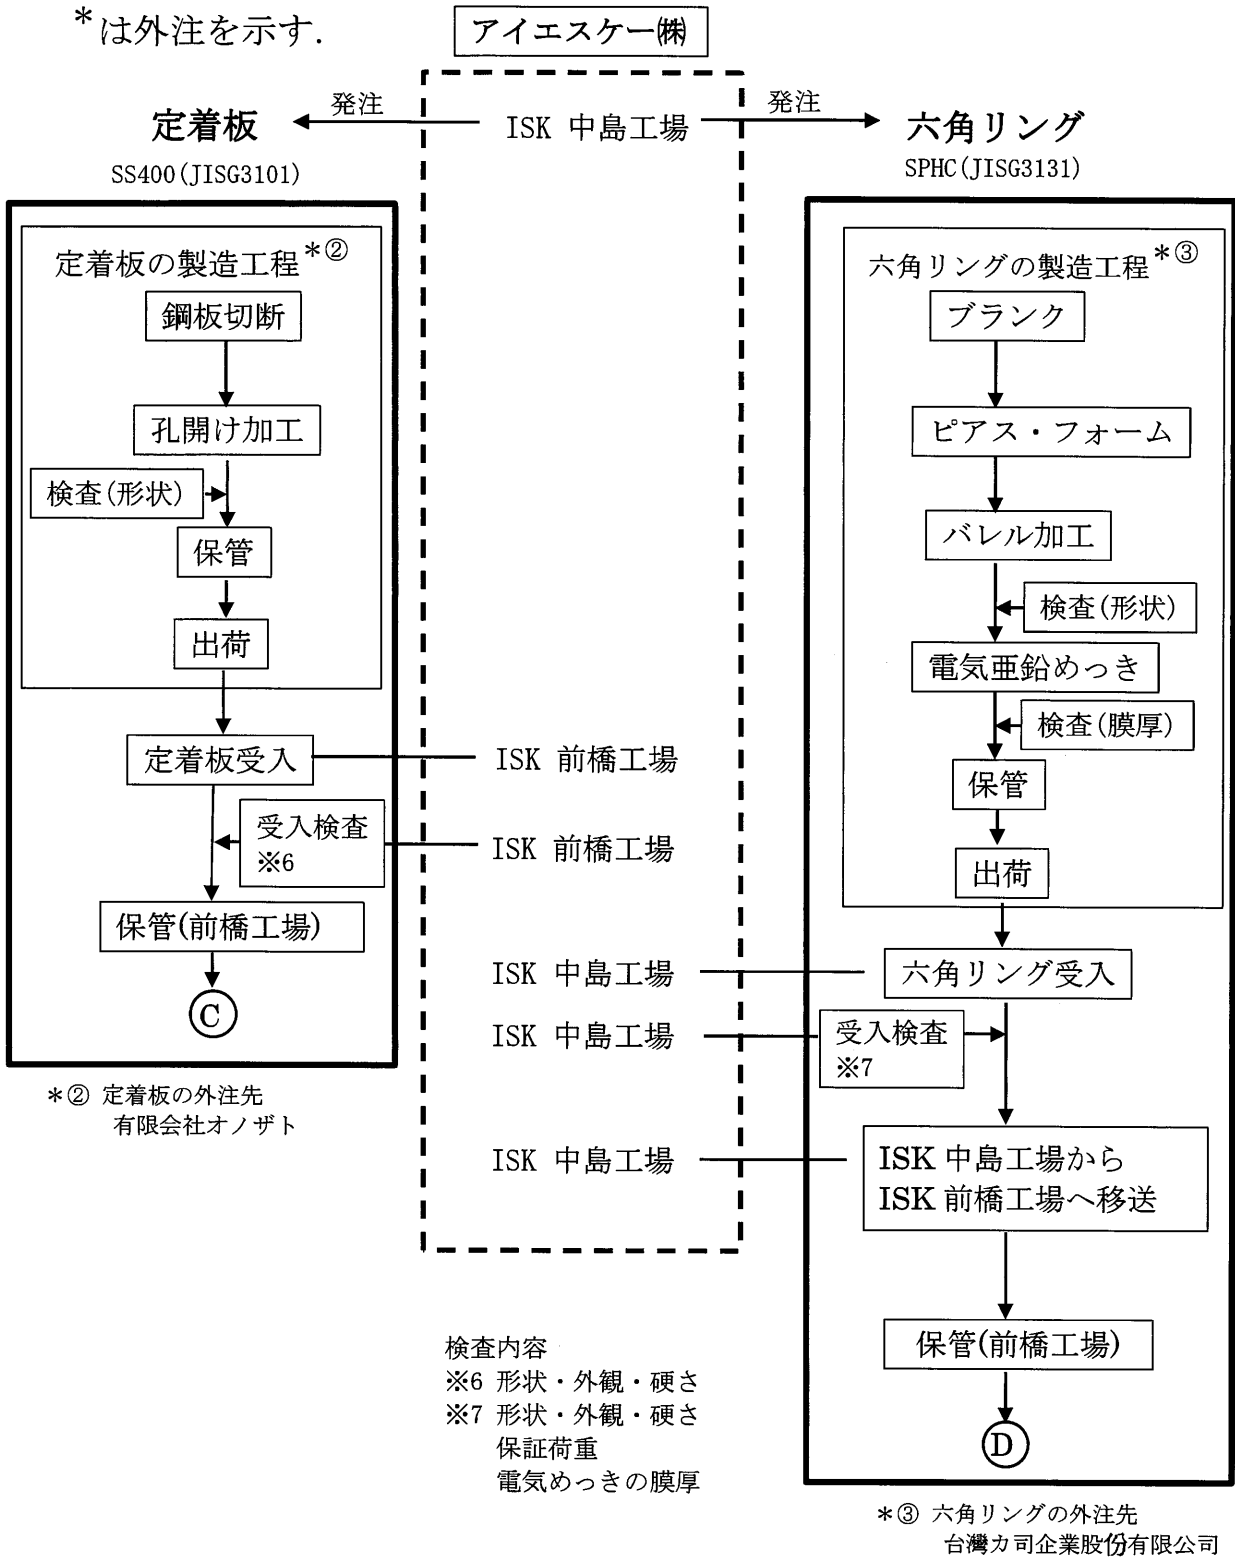 *は外注を示す.
アイエスケー㈱
定着板
発注
ISK 中島工場
発注
六角リング
SS400(JISG3101)
SPHC(JISG3131)
定着板の製造工程*②
鋼板切断
孔開け加工
検査(形状)
保管
出荷
定着板受入
ISK 前橋工場
受入検査
※6
ISK 前橋工場
保管(前橋工場)
C
*② 定着板の外注先
有限会社オノザト
六角リングの製造工程*③
ブランク
ピアス・フォーム
バレル加工
検査(形状)
電気亜鉛めっき
検査(膜厚)
保管
出荷
ISK 中島工場
六角リング受入
ISK 中島工場
受入検査
※7
ISK 中島工場
ISK 中島工場から
ISK 前橋工場へ移送
保管(前橋工場)
D
検査内容
※6 形状・外観・硬さ
※7 形状・外観・硬さ
保証荷重
電気めっきの膜厚
*③ 六角リングの外注先
台灣力司企業股份有限公司